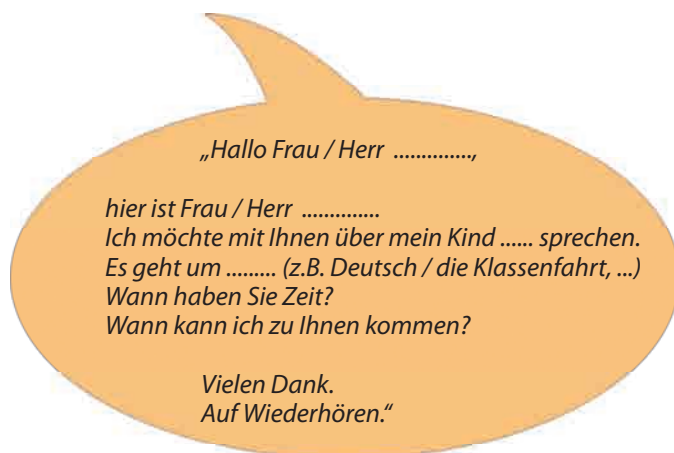 „Hallo Frau / Herr ..............,
hier ist Frau / Herr ..............
Ich möchte mit Ihnen über mein Kind ...... sprechen.
Es geht um ......... (z.B. Deutsch / die Klassenfahrt, ...)
Wann haben Sie Zeit?
Wann kann ich zu Ihnen kommen?
Vielen Dank.
Auf Wiederhören.“